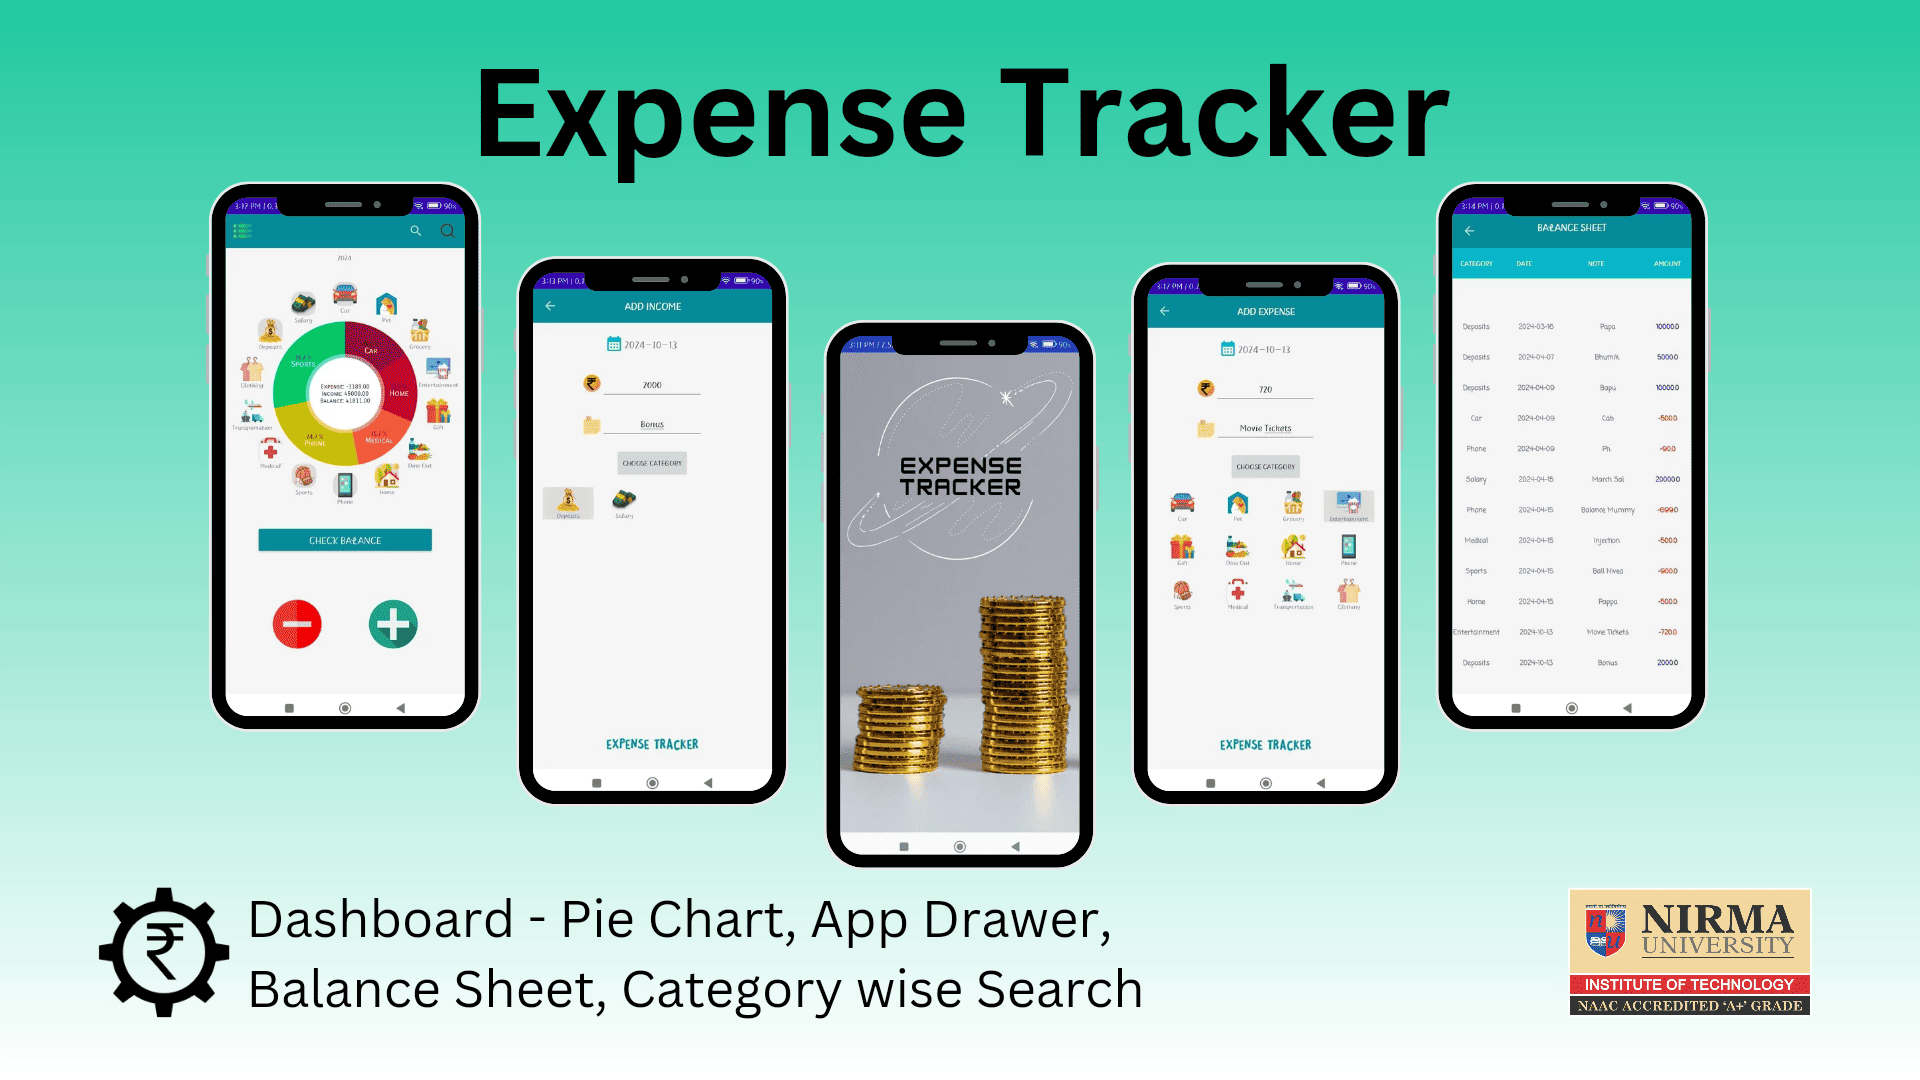 Expense Tracker
3:12 PM | 0.3
90%
2024
Car
Salary
Pet
Deposits
Grocery
Clothing
Entertainment
Transportation
Gift
Medical
Dine Out
Sports
Home
Phone
CAR
SPORTS
HOME
24.7 %
PHONE
15.7 %
MEDICAL
EXPENSE: -3189.00
INCOME: 45000.00
BALANCE: 41811.00
CHECK BALANCE
3:13 PM | 0.1
90%
ADD INCOME
2024-10-13
2000
Bonus
CHOOSE CATEGORY
Deposits
Salary
EXPENSE TRACKER
3:11 PM
90%
EXPENSE
TRACKER
3:12 PM | 0.
90%
ADD EXPENSE
2024-10-13
720
Movie Tickets
CHOOSE CATEGORY
Car Pet Grocery Entertainment
Gift Dine Out Home Phone
Sports Medical Transportation Clothing
EXPENSE TRACKER
3:14 PM | 0.1
90%
BALANCE SHEET
CATEGORY DATE NOTE AMOUNT
Deposits 2024-03-16 Papa 10000.0
Deposits 2024-04-07 Bhumik 5000.0
Deposits 2024-04-09 Bapu 10000.0
Car 2024-04-09 Cab -500.0
Phone 2024-04-09 Ph. -90.0
Salary 2024-04-15 March Sal 20000.0
Phone 2024-04-15 Balance Mummy -699.0
Medical 2024-04-15 Injection -500.0
Sports 2024-04-15 Ball Nivea -900.0
Home 2024-04-15 Pappa -500.0
Entertainment 2024-10-13 Movie Tickets -720.0
Deposits 2024-10-13 Bonus 2000.0
Dashboard - Pie Chart, App Drawer,
Balance Sheet, Category wise Search
₹
NIRMA
UNIVERSITY
INSTITUTE OF TECHNOLOGY
NAAC ACCREDITED 'A+' GRADE